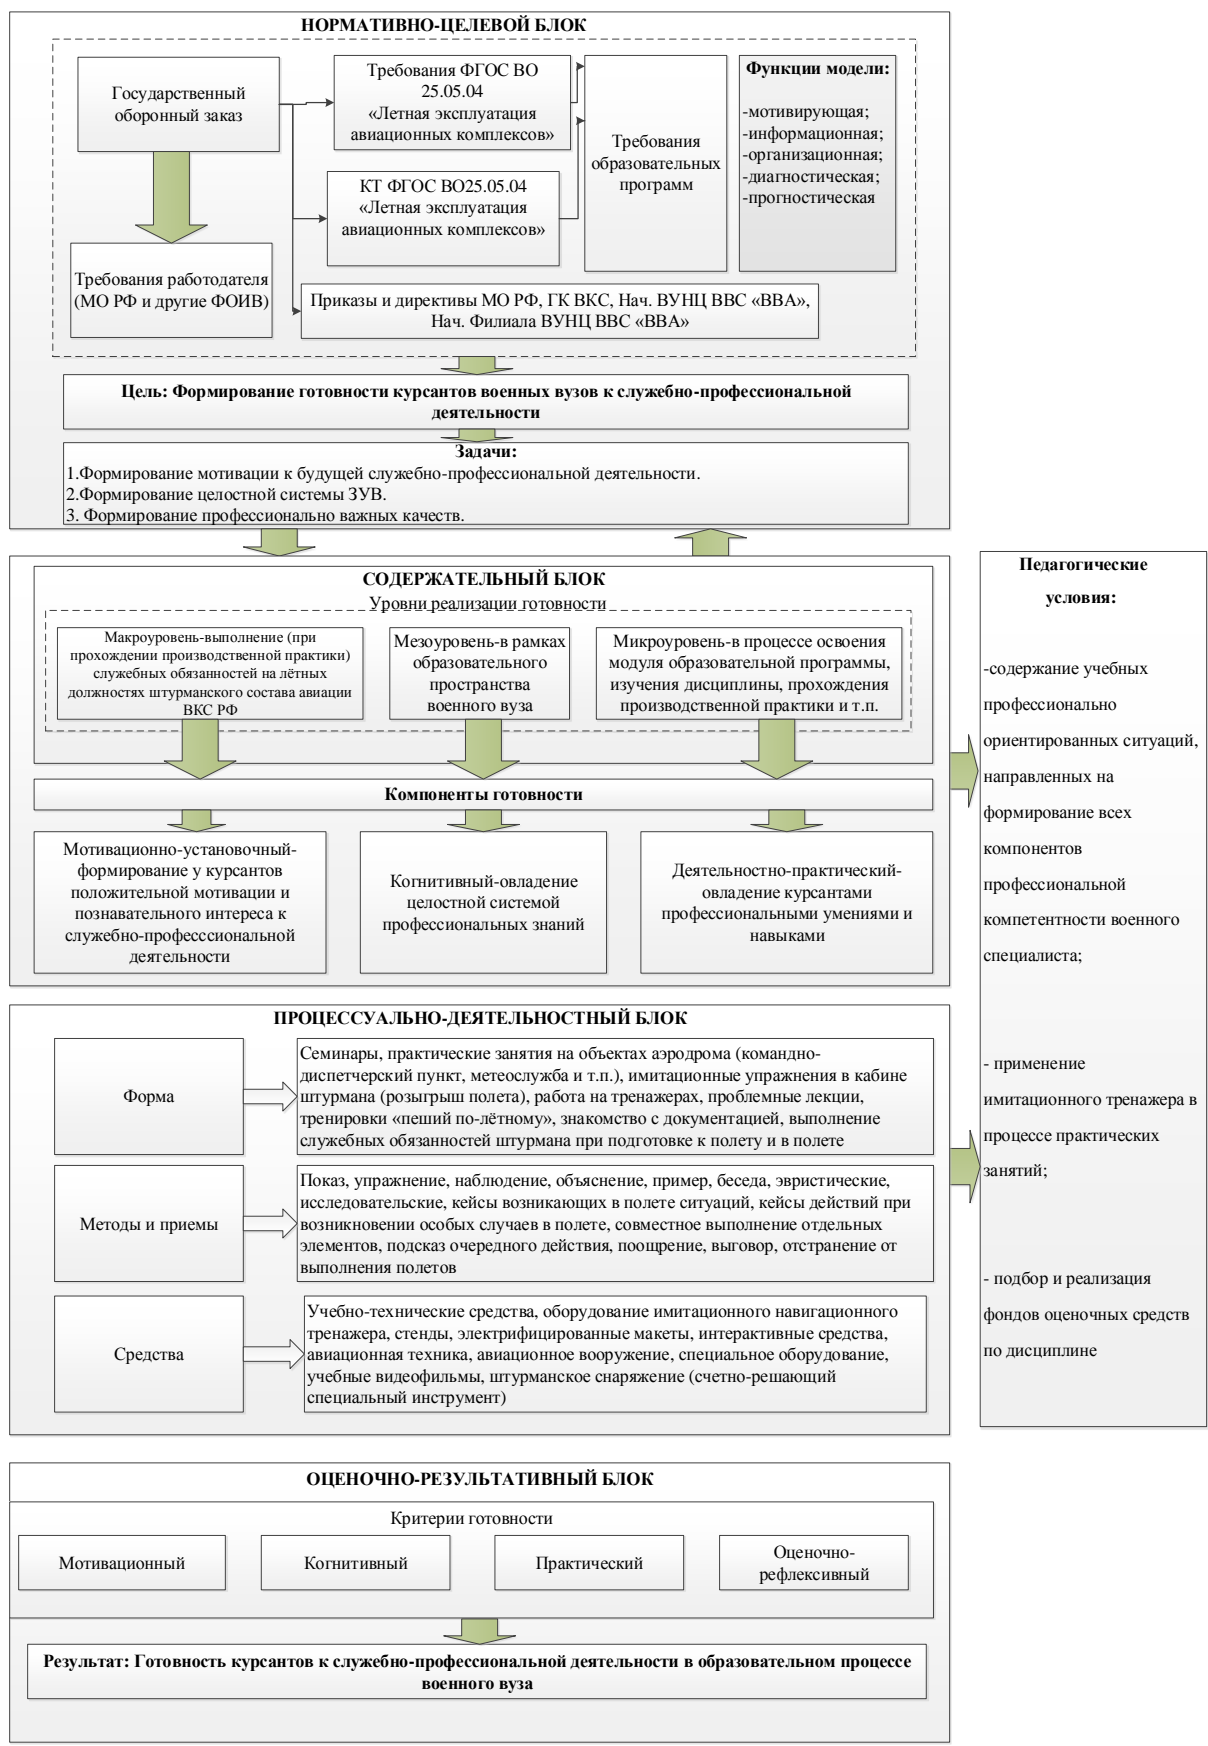 НОРМАТИВНО-ЦЕЛЕВОЙ БЛОК
Государственный
оборонный заказ
Требования ФГОС ВО
25.05.04
«Летная эксплуатация
авиационных комплексов»
КТ ФГОС ВО25.05.04
«Летная эксплуатация
авиационных комплексов»
Требования
образовательных
программ
Функции модели:
-мотивирующая;
-информационная;
-организационная;
-диагностическая;
-прогностическая
Требования работодателя
(МО РФ и другие ФОИВ)
Приказы и директивы МО РФ, ГК ВКС, Нач. ВУНЦ ВВС «ВВА»,
Нач. Филиала ВУНЦ ВВС «ВВА»
Цель: Формирование готовности курсантов военных вузов к служебно-профессиональной
деятельности
Задачи:
1.Формирование мотивации к будущей служебно-профессиональной деятельности.
2.Формирование целостной системы ЗУВ.
3. Формирование профессионально важных качеств.
СОДЕРЖАТЕЛЬНЫЙ БЛОК
Уровни реализации готовности
Макроуровень-выполнение (при
прохождении производственной практики)
служебных обязанностей на лётных
должностях штурманского состава авиации
ВКС РФ
Мезоуровень-в рамках
образовательного
пространства
военного вуза
Микроуровень-в процессе освоения
модуля образовательной программы,
изучения дисциплины, прохождения
производственной практики и т.п.
Компоненты готовности
Мотивационно-установочный-
формирование у курсантов
положительной мотивации и
познавательного интереса к
служебно-професссиональной
деятельности
Когнитивный-овладение
целостной системой
профессиональных знаний
Деятельностно-практический-
овладение курсантами
профессиональными умениями и
навыками
Педагогические
условия:
-содержание учебных
профессионально
ориентированных ситуаций,
направленных на
формирование всех
компонентов
профессиональной
компетентности военного
специалиста;
- применение
имитационного тренажера в
процессе практических
занятий;
- подбор и реализация
фондов оценочных средств
по дисциплине
ПРОЦЕССУАЛЬНО-ДЕЯТЕЛЬНОСТНЫЙ БЛОК
Форма
Семинары, практические занятия на объектах аэродрома (командно-
диспетчерский пункт, метеослужба и т.п.), имитационные упражнения в кабине
штурмана (розыгрыш полета), работа на тренажерах, проблемные лекции,
тренировки «пеший по-лётному», знакомство с документацией, выполнение
служебных обязанностей штурмана при подготовке к полету и в полете
Методы и приемы
Показ, упражнение, наблюдение, объяснение, пример, беседа, эвристические,
исследовательские, кейсы возникающих в полете ситуаций, кейсы действий при
возникновении особых случаев в полете, совместное выполнение отдельных
элементов, подсказ очередного действия, поощрение, выговор, отстранение от
выполнения полетов
Средства
Учебно-технические средства, оборудование имитационного навигационного
тренажера, стенды, электрифицированные макеты, интерактивные средства,
авиационная техника, авиационное вооружение, специальное оборудование,
учебные видеофильмы, штурманское снаряжение (счетно-решающий
специальный инструмент)
ОЦЕНОЧНО-РЕЗУЛЬТАТИВНЫЙ БЛОК
Критерии готовности
Мотивационный
Когнитивный
Практический
Оценочно-
рефлексивный
Результат: Готовность курсантов к служебно-профессиональной деятельности в образовательном процессе
военного вуза